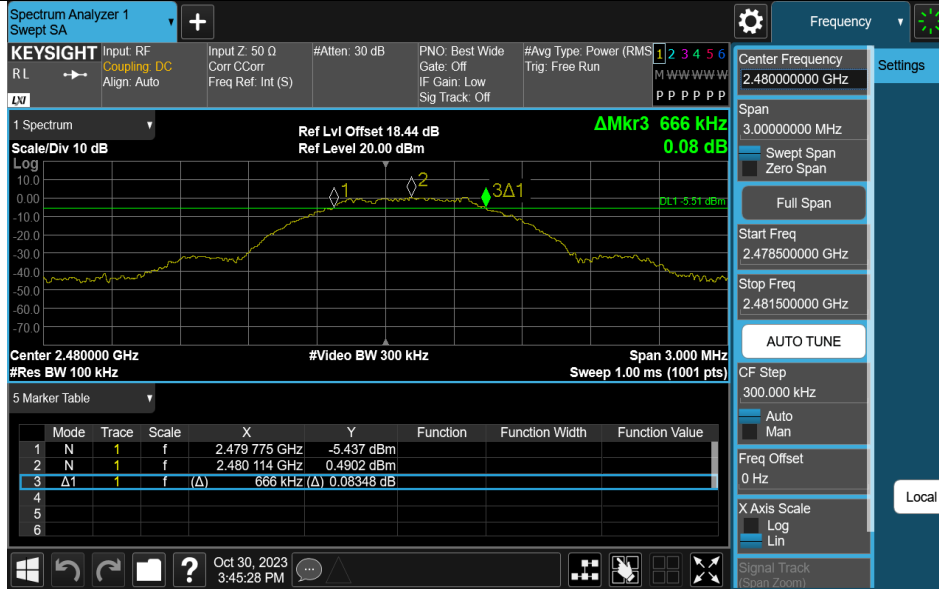 Spectrum Analyzer 1
Swept SA
Frequency
KEYSIGHT
RL
LXI
Input: RF
Coupling: DC
Align: Auto
Input Z: 50 Ω
Corr CCorr
Freq Ref: Int (S)
#Atten: 30 dB
PNO: Best Wide
Gate: Off
IF Gain: Low
Sig Track: Off
#Avg Type: Power (RMS
Trig: Free Run
1 2 3 4 5 6
M W W W W W
P P P P P P
Center Frequency
2.480000000 GHz
Settings
Span
3.00000000 MHz
Swept Span
Zero Span
Full Span
Start Freq
2.478500000 GHz
Stop Freq
2.481500000 GHz
AUTO TUNE
CF Step
300.000 kHz
Auto
Man
Freq Offset
0 Hz
Local
X Axis Scale
Log
Lin
Signal Track
(Span Zoom)
1 Spectrum
Scale/Div 10 dB
Ref Lvl Offset 18.44 dB
Ref Level 20.00 dBm
ΔMkr3 666 kHz
0.08 dB
Log
10.0
0.00
-10.0
-20.0
-30.0
-40.0
-50.0
-60.0
-70.0
1
2
3Δ1
DL1 -5.51 dBm
Center 2.480000 GHz
#Video BW 300 kHz
Span 3.000 MHz
#Res BW 100 kHz
Sweep 1.00 ms (1001 pts)
5 Marker Table
Mode Trace Scale X Y Function Function Width Function Value
1 N 1 f 2.479 775 GHz -5.437 dBm
2 N 1 f 2.480 114 GHz 0.4902 dBm
3 Δ1 1 f (Δ) 666 kHz (Δ) 0.08348 dB
4
5
6
Oct 30, 2023
3:45:28 PM